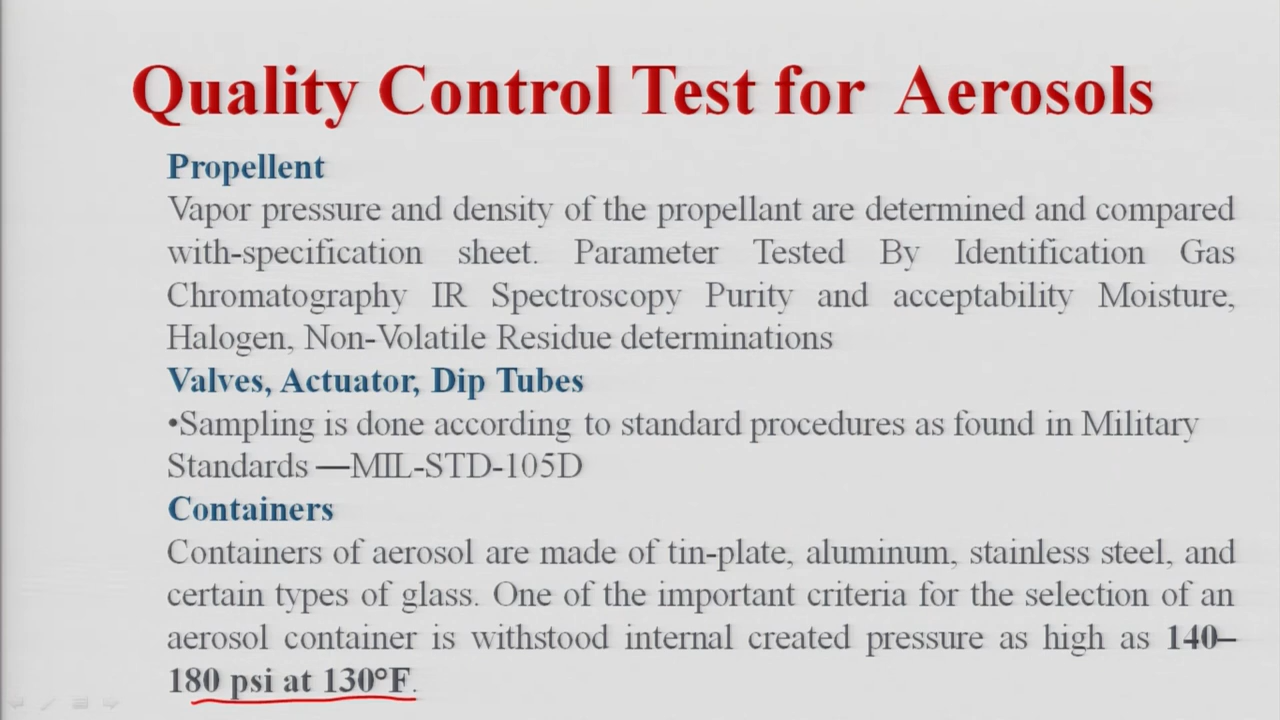 Quality Control Test for Aerosols
Propellent
Vapor pressure and density of the propellant are determined and compared
with-specification sheet. Parameter Tested By Identification Gas
Chromatography IR Spectroscopy Purity and acceptability Moisture,
Halogen, Non-Volatile Residue determinations
Valves, Actuator, Dip Tubes
•Sampling is done according to standard procedures as found in Military
Standards —MIL-STD-105D
Containers
Containers of aerosol are made of tin-plate, aluminum, stainless steel, and
certain types of glass. One of the important criteria for the selection of an
aerosol container is withstood internal created pressure as high as 140–
180 psi at 130°F.